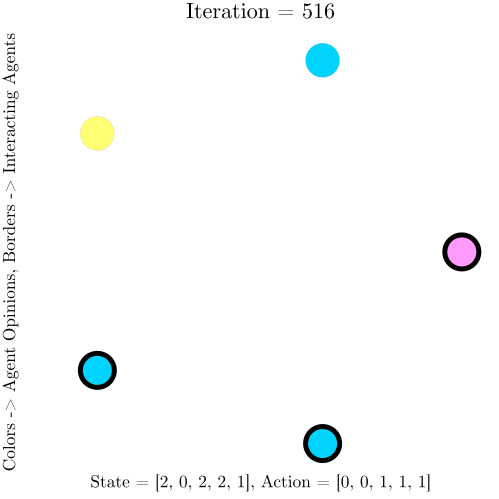 Iteration = 516
Colors -> Agent Opinions, Borders -> Interacting Agents
State = [2, 0, 2, 2, 1], Action = [0, 0, 1, 1, 1]